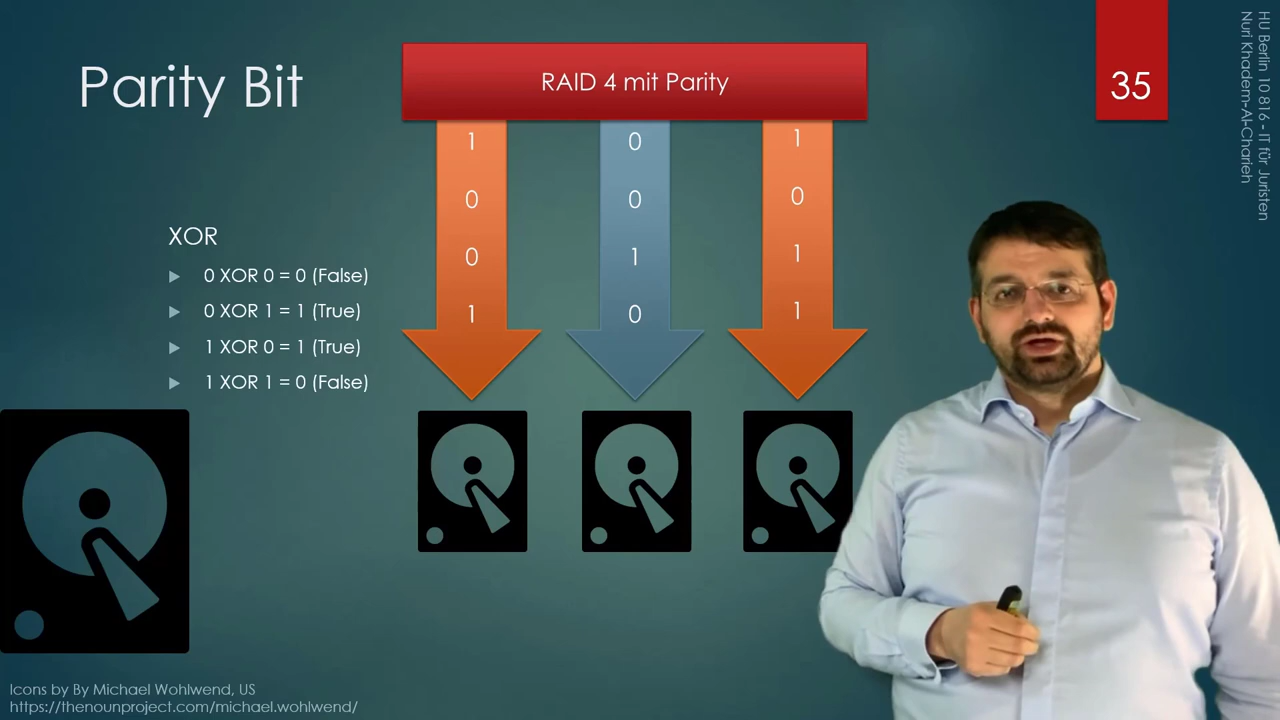 Parity Bit
RAID 4 mit Parity
35
HU Berlin 10 816 - IT für Juristen
Nuri Khadem-Al-Charieh
1 0 1
0 0 0
0 1 1
1 0 1
XOR
0 XOR 0 = 0 (False)
0 XOR 1 = 1 (True)
1 XOR 0 = 1 (True)
1 XOR 1 = 0 (False)
Icons by By Michael Wohlwend, US
https://thenounproject.com/michael.wohlwend/